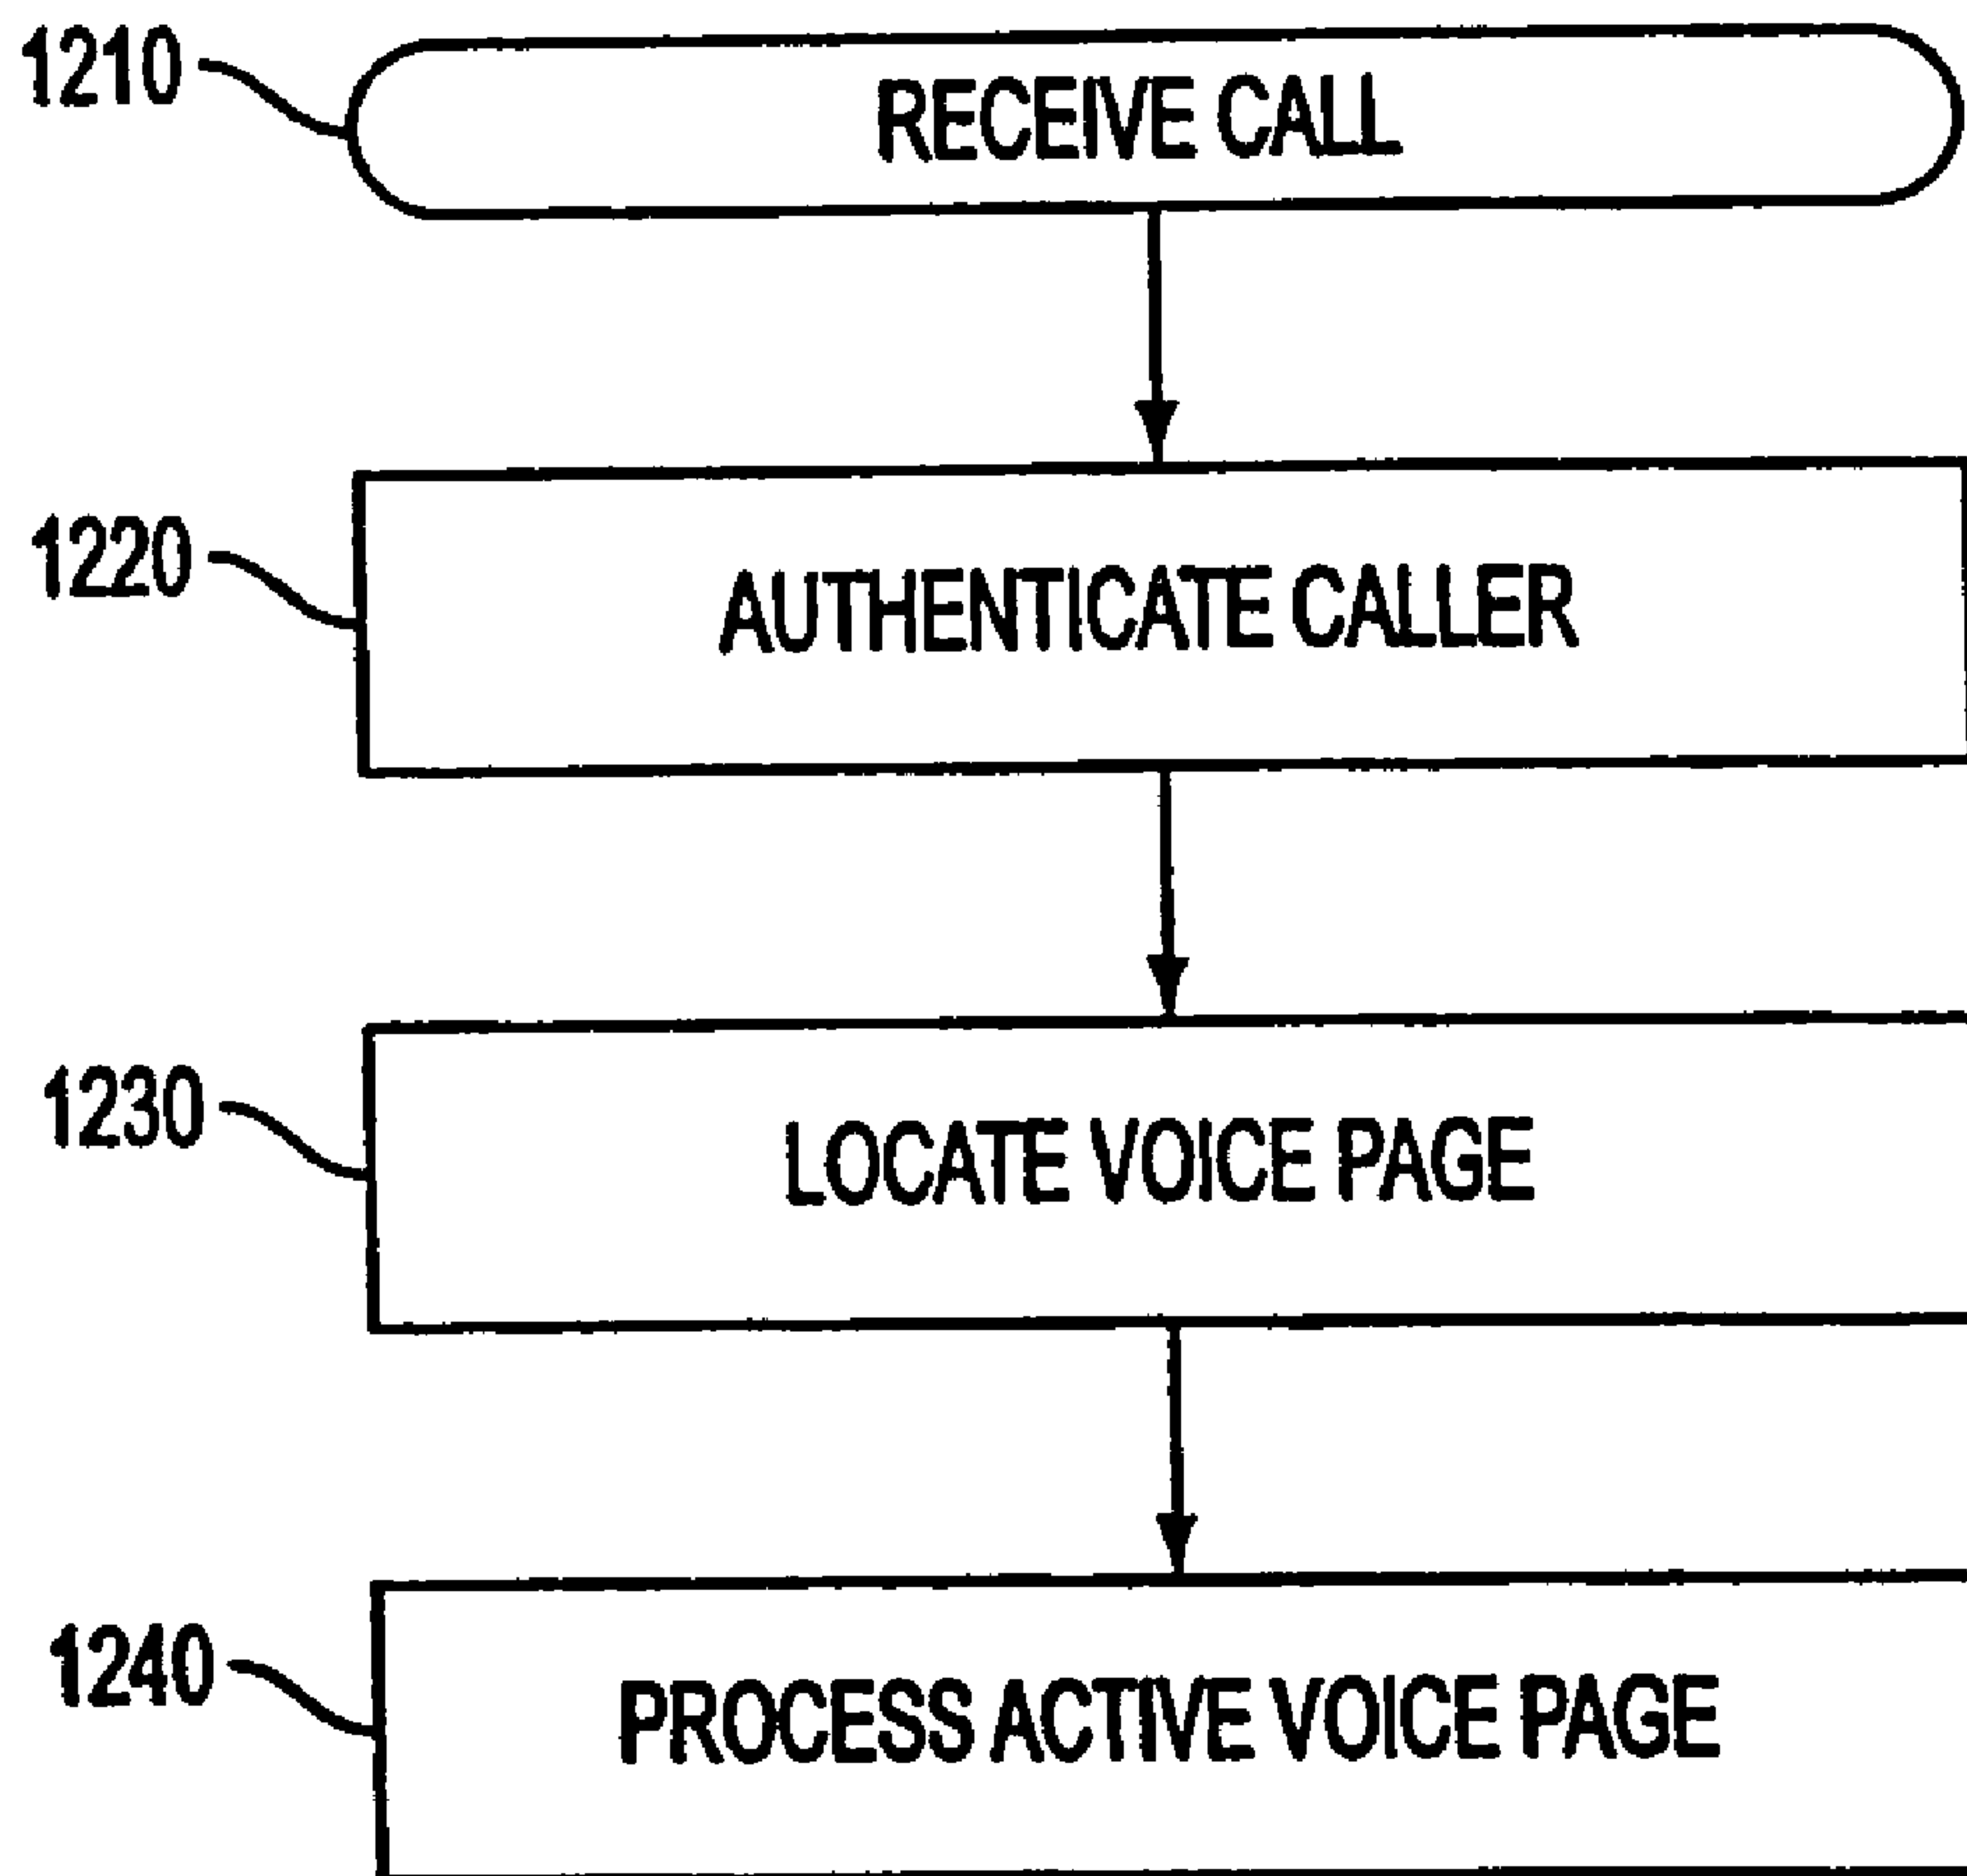 1210
RECEIVE CALL
1220
AUTHENTICATE CALLER
1230
LOCATE VOICE PAGE
1240
PROCESS ACTIVE VOICE PAGE